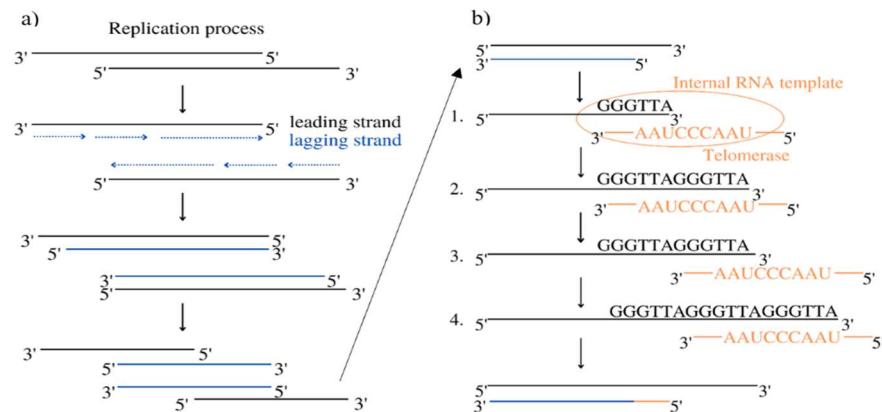 a)
Replication process
3' 5'
5' 3'
3' 5'
leading strand
lagging strand
5' 3'
3' 5'
5' 3'
3' 5'
5' 3'
3' 5'
5' 3'
5' 5'
5' 3'
b)
5' 3'
3' 5'
Internal RNA template
GGGTTA
1. 5' 3'
3' AAUCCCAAU 5'
Telomerase
GGGTTAGGGTTA
2. 5' 3'
3' AAUCCCAAU 5'
GGGTTAGGGTTA
3. 5' 3'
3' AAUCCCAAU 5'
GGGTTAGGGTTAGGGTTA
4. 5' 3'
3' AAUCCCAAU 5
5' 3'
3' 5'